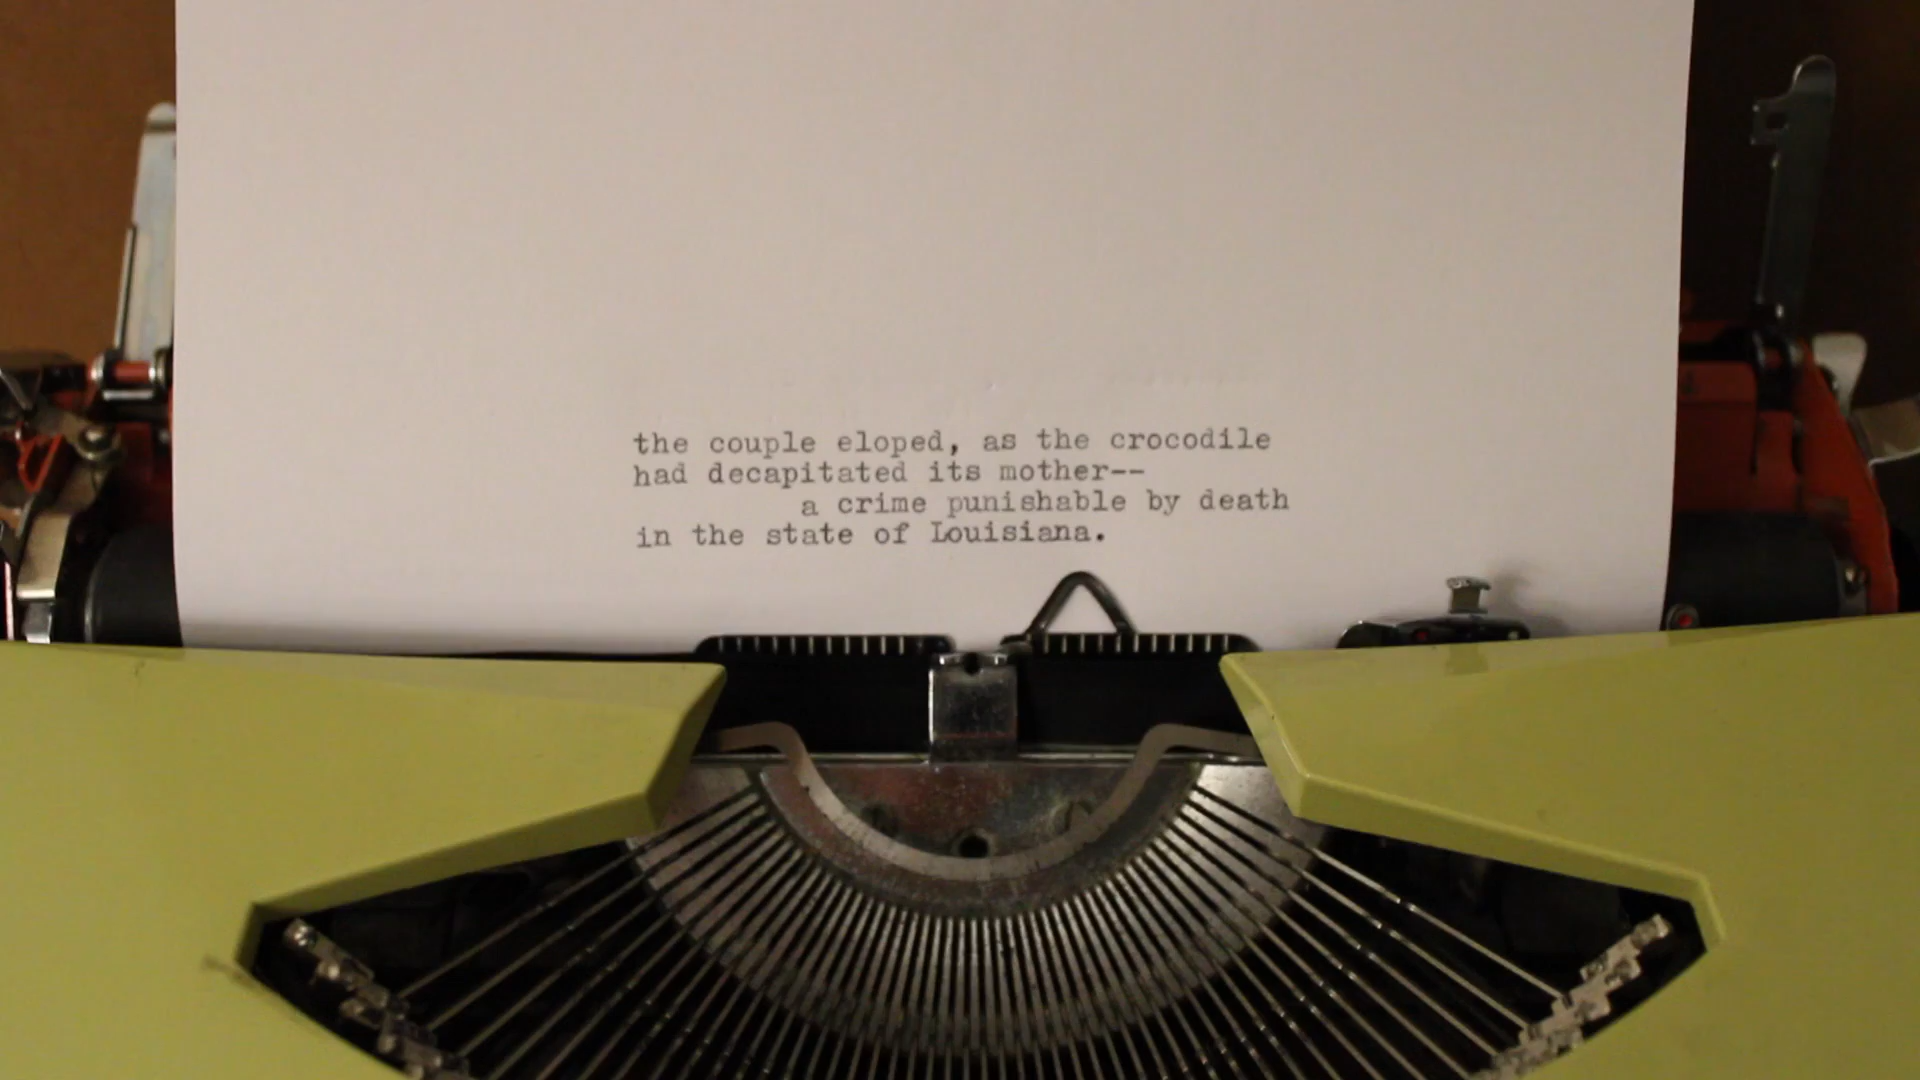 the couple eloped, as the crocodile
had decapitated its mother--
a crime punishable by death
in the state of Louisiana.